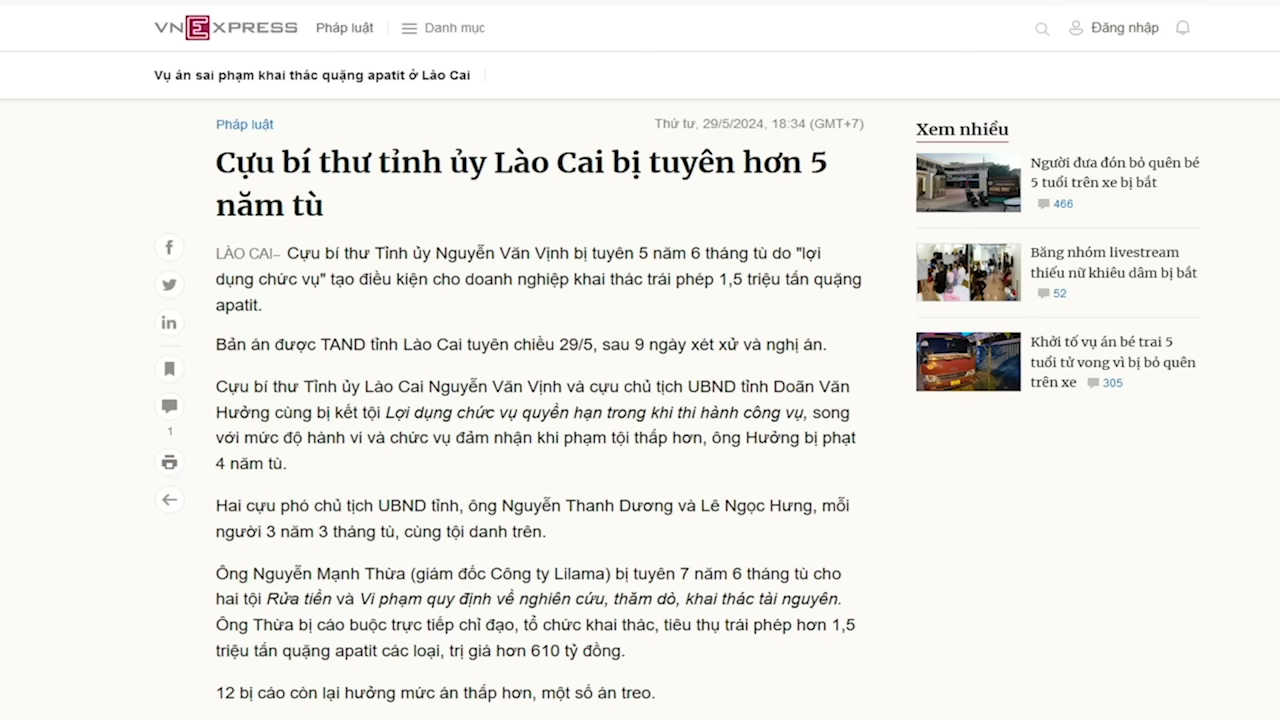 VNEXPRESS Pháp luật Danh mục Đăng nhập
Vụ án sai phạm khai thác quặng apatit ở Lào Cai
Pháp luật Thứ tư, 29/5/2024, 18:34 (GMT+7)
Cựu bí thư tỉnh ủy Lào Cai bị tuyên hơn 5
năm tù
LÀO CAI– Cựu bí thư Tỉnh ủy Nguyễn Văn Vịnh bị tuyên 5 năm 6 tháng tù do "lợi
dụng chức vụ" tạo điều kiện cho doanh nghiệp khai thác trái phép 1,5 triệu tấn quặng
apatit.
Bản án được TAND tỉnh Lào Cai tuyên chiều 29/5, sau 9 ngày xét xử và nghị án.
Cựu bí thư Tỉnh ủy Lào Cai Nguyễn Văn Vịnh và cựu chủ tịch UBND tỉnh Doãn Văn
Hưởng cùng bị kết tội Lợi dụng chức vụ quyền hạn trong khi thi hành công vụ, song
với mức độ hành vi và chức vụ đảm nhận khi phạm tội thấp hơn, ông Hưởng bị phạt
4 năm tù.
Hai cựu phó chủ tịch UBND tỉnh, ông Nguyễn Thanh Dương và Lê Ngọc Hưng, mỗi
người 3 năm 3 tháng tù, cùng tội danh trên.
Ông Nguyễn Mạnh Thừa (giám đốc Công ty Lilama) bị tuyên 7 năm 6 tháng tù cho
hai tội Rửa tiền và Vi phạm quy định về nghiên cứu, thăm dò, khai thác tài nguyên.
Ông Thừa bị cáo buộc trực tiếp chỉ đạo, tổ chức khai thác, tiêu thụ trái phép hơn 1,5
triệu tấn quặng apatit các loại, trị giá hơn 610 tỷ đồng.
12 bị cáo còn lại hưởng mức án thấp hơn, một số án treo.
1
Xem nhiều
Người đưa đón bỏ quên bé
5 tuổi trên xe bị bắt
466
Băng nhóm livestream
thiếu nữ khiêu dâm bị bắt
52
Khởi tố vụ án bé trai 5
tuổi tử vong vì bị bỏ quên
trên xe 305